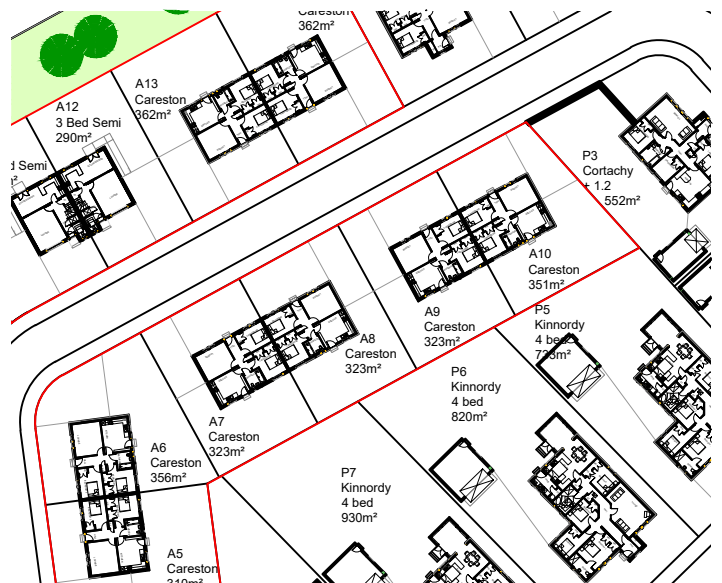 Careston
362m²
A13
Careston
362m²
A12
3 Bed Semi
290m²
d Semi
P3
Cortachy
+ 1.2
552m²
A10
Careston
351m²
A9
Careston
323m²
P5
Kinnordy
4 bed
A8
Careston
323m²
P6
Kinnordy
4 bed
820m²
A7
Careston
323m²
A6
Careston
356m²
P7
Kinnordy
4 bed
930m²
A5
Careston